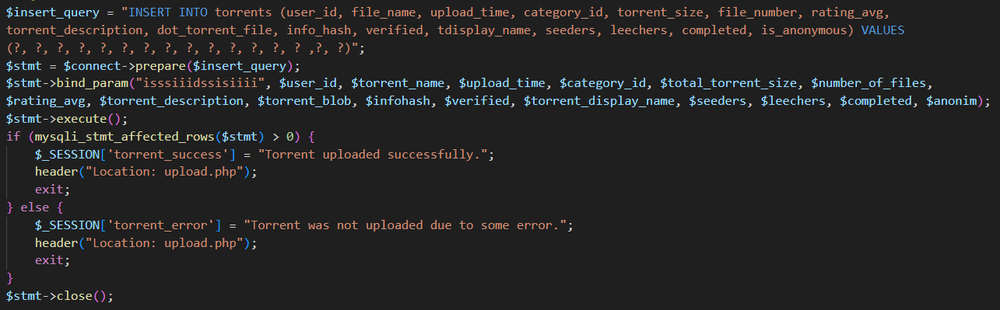 $insert_query = "INSERT INTO torrents (user_id, file_name, upload_time, category_id, torrent_size, file_number, rating_avg,
torrent_description, dot_torrent_file, info_hash, verified, tdisplay_name, seeders, leechers, completed, is_anonymous) VALUES
(?, ?, ?, ?, ?, ?, ?, ?, ?, ?, ?, ?, ?, ? ,?, ?)";
$stmt = $connect->prepare($insert_query);
$stmt->bind_param("isssiiidssisiiii", $user_id, $torrent_name, $upload_time, $category_id, $total_torrent_size, $number_of_files,
$rating_avg, $torrent_description, $torrent_blob, $infohash, $verified, $torrent_display_name, $seeders, $leechers, $completed, $anonim);
$stmt->execute();
if (mysqli_stmt_affected_rows($stmt) > 0) {
    $_SESSION['torrent_success'] = "Torrent uploaded successfully.";
    header("Location: upload.php");
    exit;
} else {
    $_SESSION['torrent_error'] = "Torrent was not uploaded due to some error.";
    header("Location: upload.php");
    exit;
}
$stmt->close();